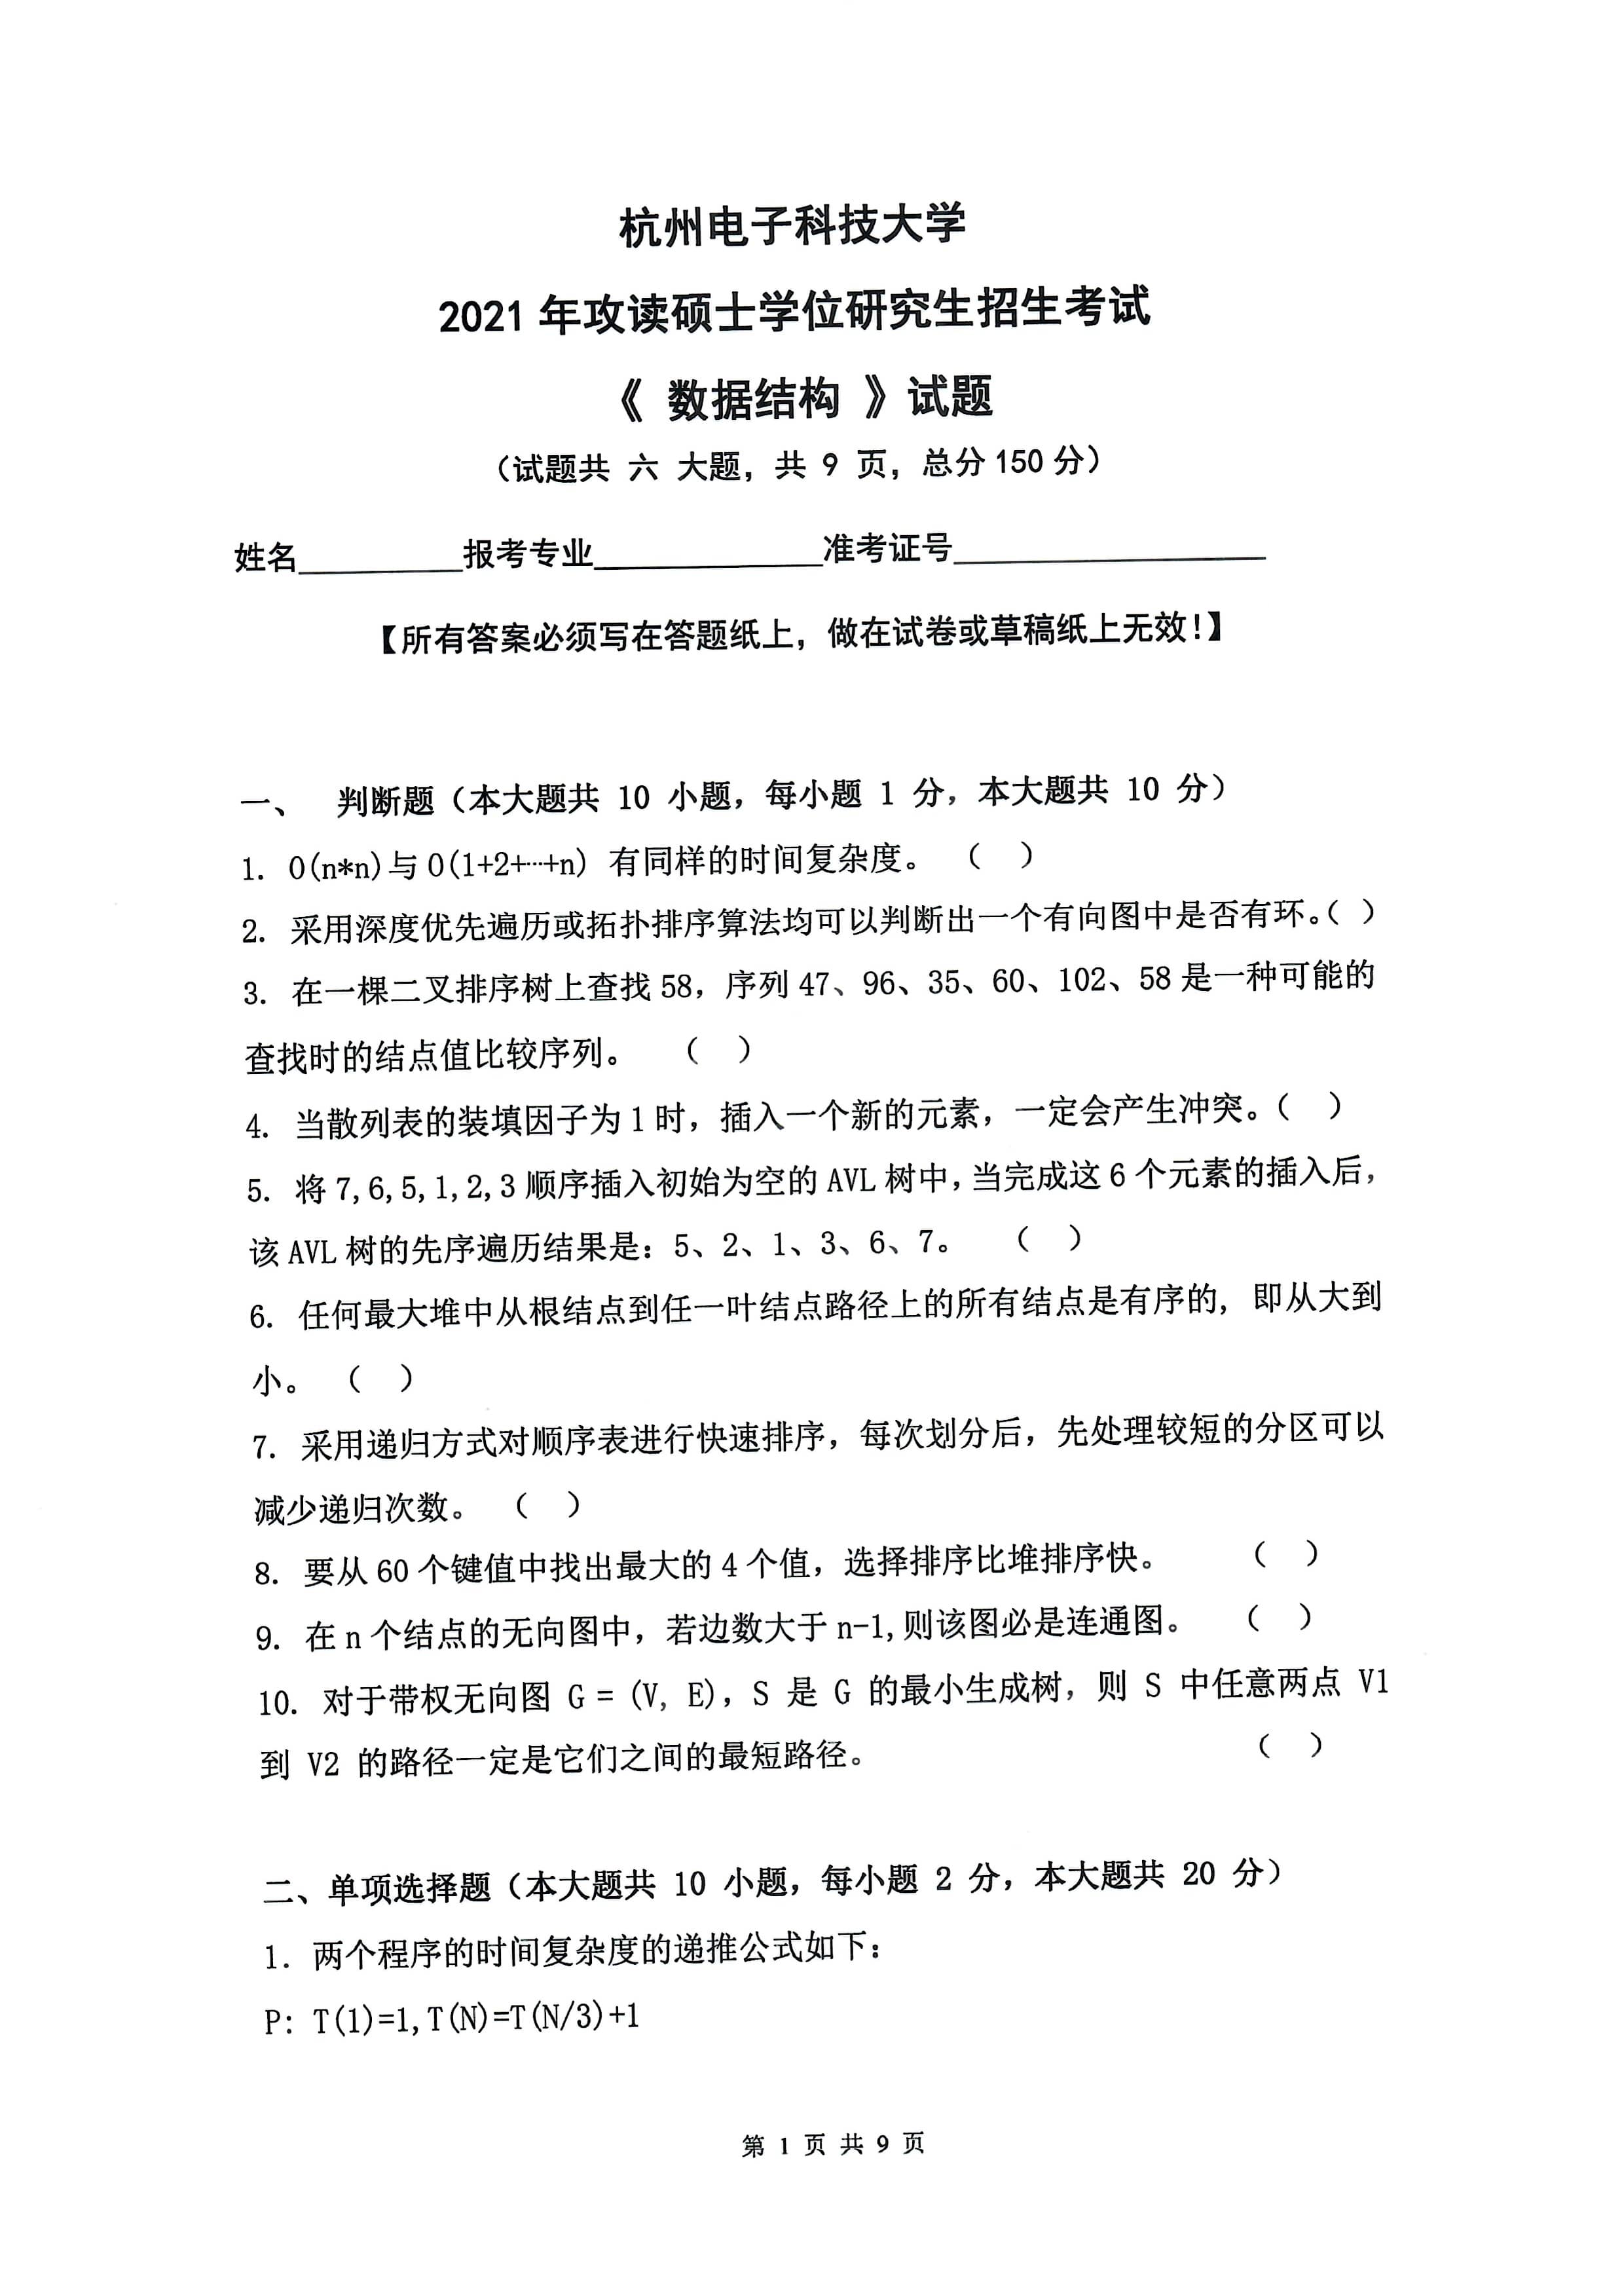 杭州电子科技大学
2021 年攻读硕士学位研究生招生考试
《 数据结构 》试题
（试题共 六 大题，共 9 页，总分 150 分）
姓名__________报考专业______________准考证号___________________
【所有答案必须写在答题纸上，做在试卷或草稿纸上无效！】
一、 判断题（本大题共 10 小题，每小题 1 分，本大题共 10 分）
1. O(n*n)与 O(1+2+…+n) 有同样的时间复杂度。 （ ）
2. 采用深度优先遍历或拓扑排序算法均可以判断出一个有向图中是否有环。（ ）
3. 在一棵二叉排序树上查找 58，序列 47、96、35、60、102、58 是一种可能的
查找时的结点值比较序列。 （ ）
4. 当散列表的装填因子为 1 时，插入一个新的元素，一定会产生冲突。（ ）
5. 将 7,6,5,1,2,3 顺序插入初始为空的 AVL 树中，当完成这 6 个元素的插入后，
该 AVL 树的先序遍历结果是：5、2、1、3、6、7。 （ ）
6. 任何最大堆中从根结点到任一叶结点路径上的所有结点是有序的, 即从大到
小。 （ ）
7. 采用递归方式对顺序表进行快速排序，每次划分后，先处理较短的分区可以
减少递归次数。 （ ）
8. 要从 60 个键值中找出最大的 4 个值，选择排序比堆排序快。 （ ）
9. 在 n 个结点的无向图中，若边数大于 n-1,则该图必是连通图。 （ ）
10. 对于带权无向图 G = (V, E)，S 是 G 的最小生成树，则 S 中任意两点 V1
到 V2 的路径一定是它们之间的最短路径。 （ ）
二、单项选择题（本大题共 10 小题，每小题 2 分，本大题共 20 分）
1. 两个程序的时间复杂度的递推公式如下：
P: T(1)=1,T(N)=T(N/3)+1
第 1 页 共 9 页